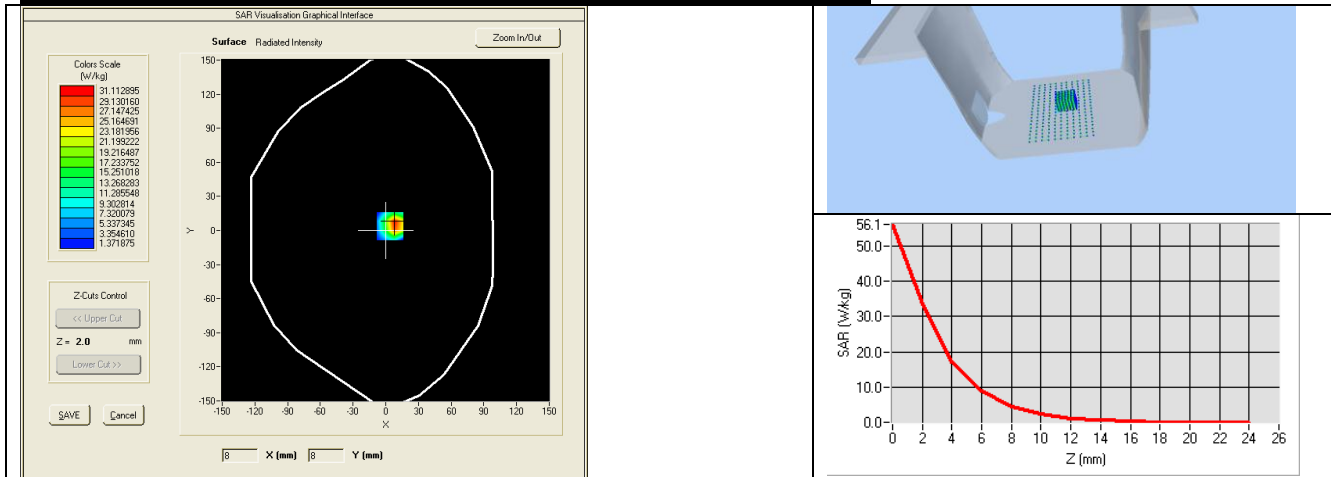 SAR Visualisation Graphical Interface
Surface Radiated Intensity
Zoom In/Out
Colors Scale
(W/kg)
31.112895
29.130160
27.147425
25.164691
23.181956
21.199222
19.216487
17.233752
15.251018
13.268283
11.285548
9.302814
7.320079
5.337345
3.354610
1.371875
Z-Cuts Control
<< Upper Cut
Z = 2.0 mm
Lower Cut >>
SAVE Cancel
150
120
90
60
30
0
-30
-60
-90
-120
-150
Y
-150 -120 -90 -60 -30 0 30 60 90 120 150
X
8 X (mm) 8 Y (mm)
56.1
50.0
40.0
30.0
20.0
10.0
0.0
SAR (W/kg)
0 2 4 6 8 10 12 14 16 18 20 22 24 26
Z (mm)